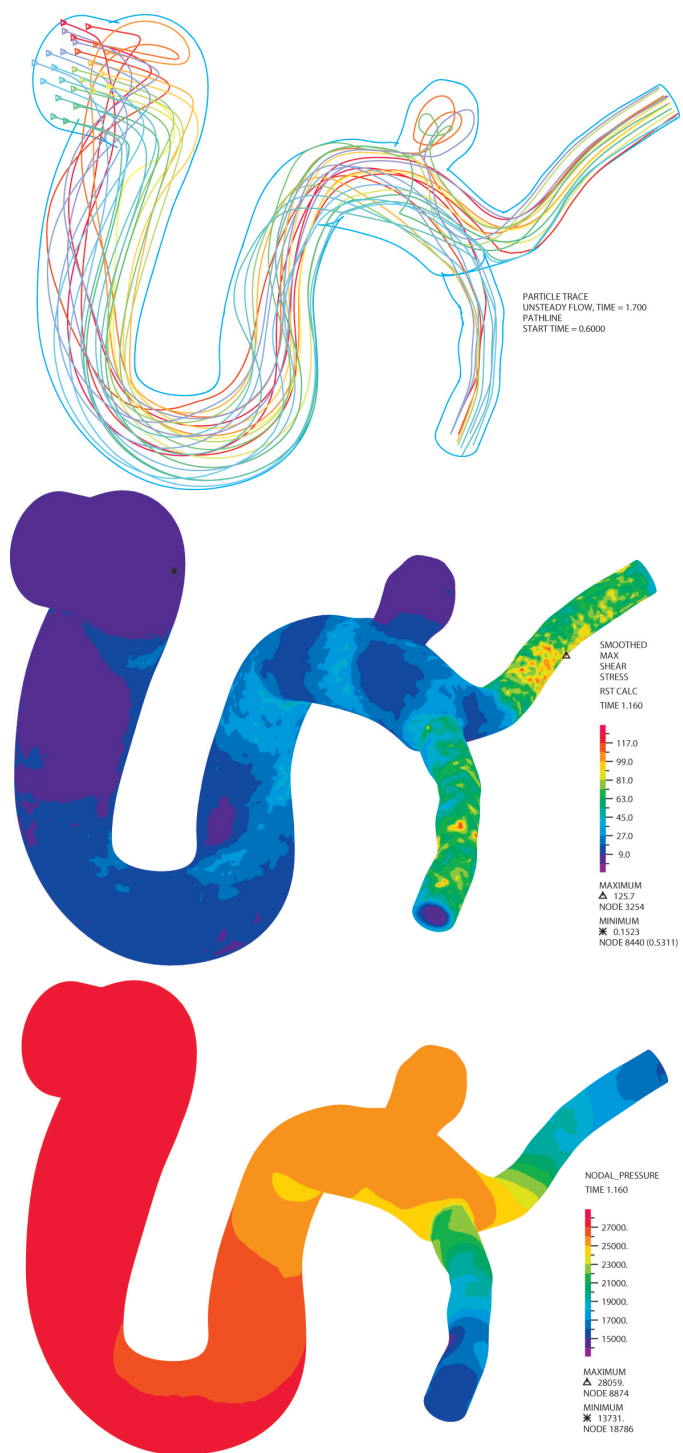 PARTICLE TRACE
UNSTEADY FLOW, TIME = 1.700
PATHLINE
START TIME = 0.6000
SMOOTHED
MAX
SHEAR
STRESS
RST CALC
TIME 1.160
117.0
99.0
81.0
63.0
45.0
27.0
9.0
MAXIMUM
125.7
NODE 3254
MINIMUM
0.1523
NODE 8440 (0.5311)
NODAL_PRESSURE
TIME 1.160
27000.
25000.
23000.
21000.
19000.
17000.
15000.
MAXIMUM
28059.
NODE 8874
MINIMUM
13731.
NODE 18786